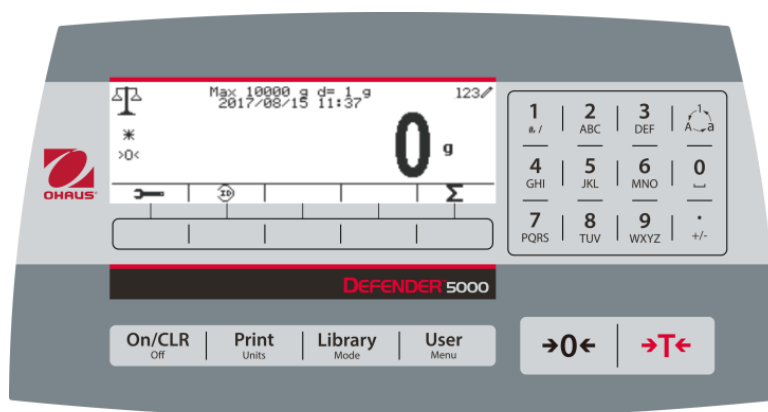 Max 10000 g d= 1 g
123
2017/08/15 11:37
>0<
0 g
ID
Σ
OHAUS
DEFENDER 5000
1
&, /
2
ABC
3
DEF
1
A a
4
GHI
5
JKL
6
MNO
0
7
PQRS
8
TUV
9
WXYZ
.
+/-
On/CLR
Off
Print
Units
Library
Mode
User
Menu
→0←
→T←